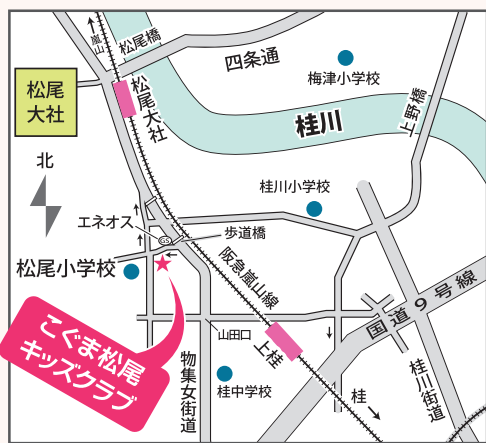 嵐山
松尾橋
四条通
梅津小学校
松尾
大社
松尾大社
桂川
上野橋
北
桂川小学校
エネオス
GS
歩道橋
松尾小学校
阪急嵐山線
国道9号線
こぐま松尾
キッズクラブ
山田口
上桂
物集女街道
桂中学校
桂
桂川街道